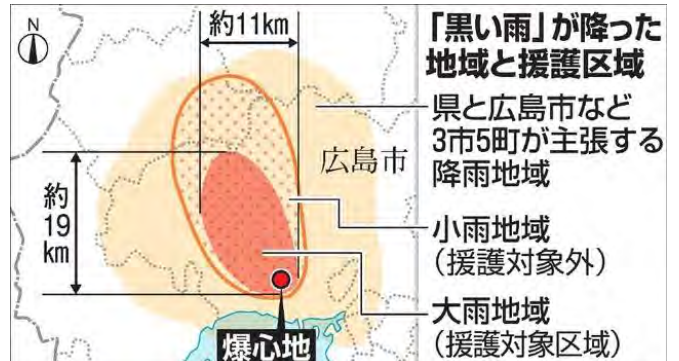 N
約11km
「黒い雨」が降った
地域と援護区域
県と広島市など
3市5町が主張する
降雨地域
広島市
約
19
km
小雨地域
(援護対象外)
大雨地域
(援護対象区域)
爆心地